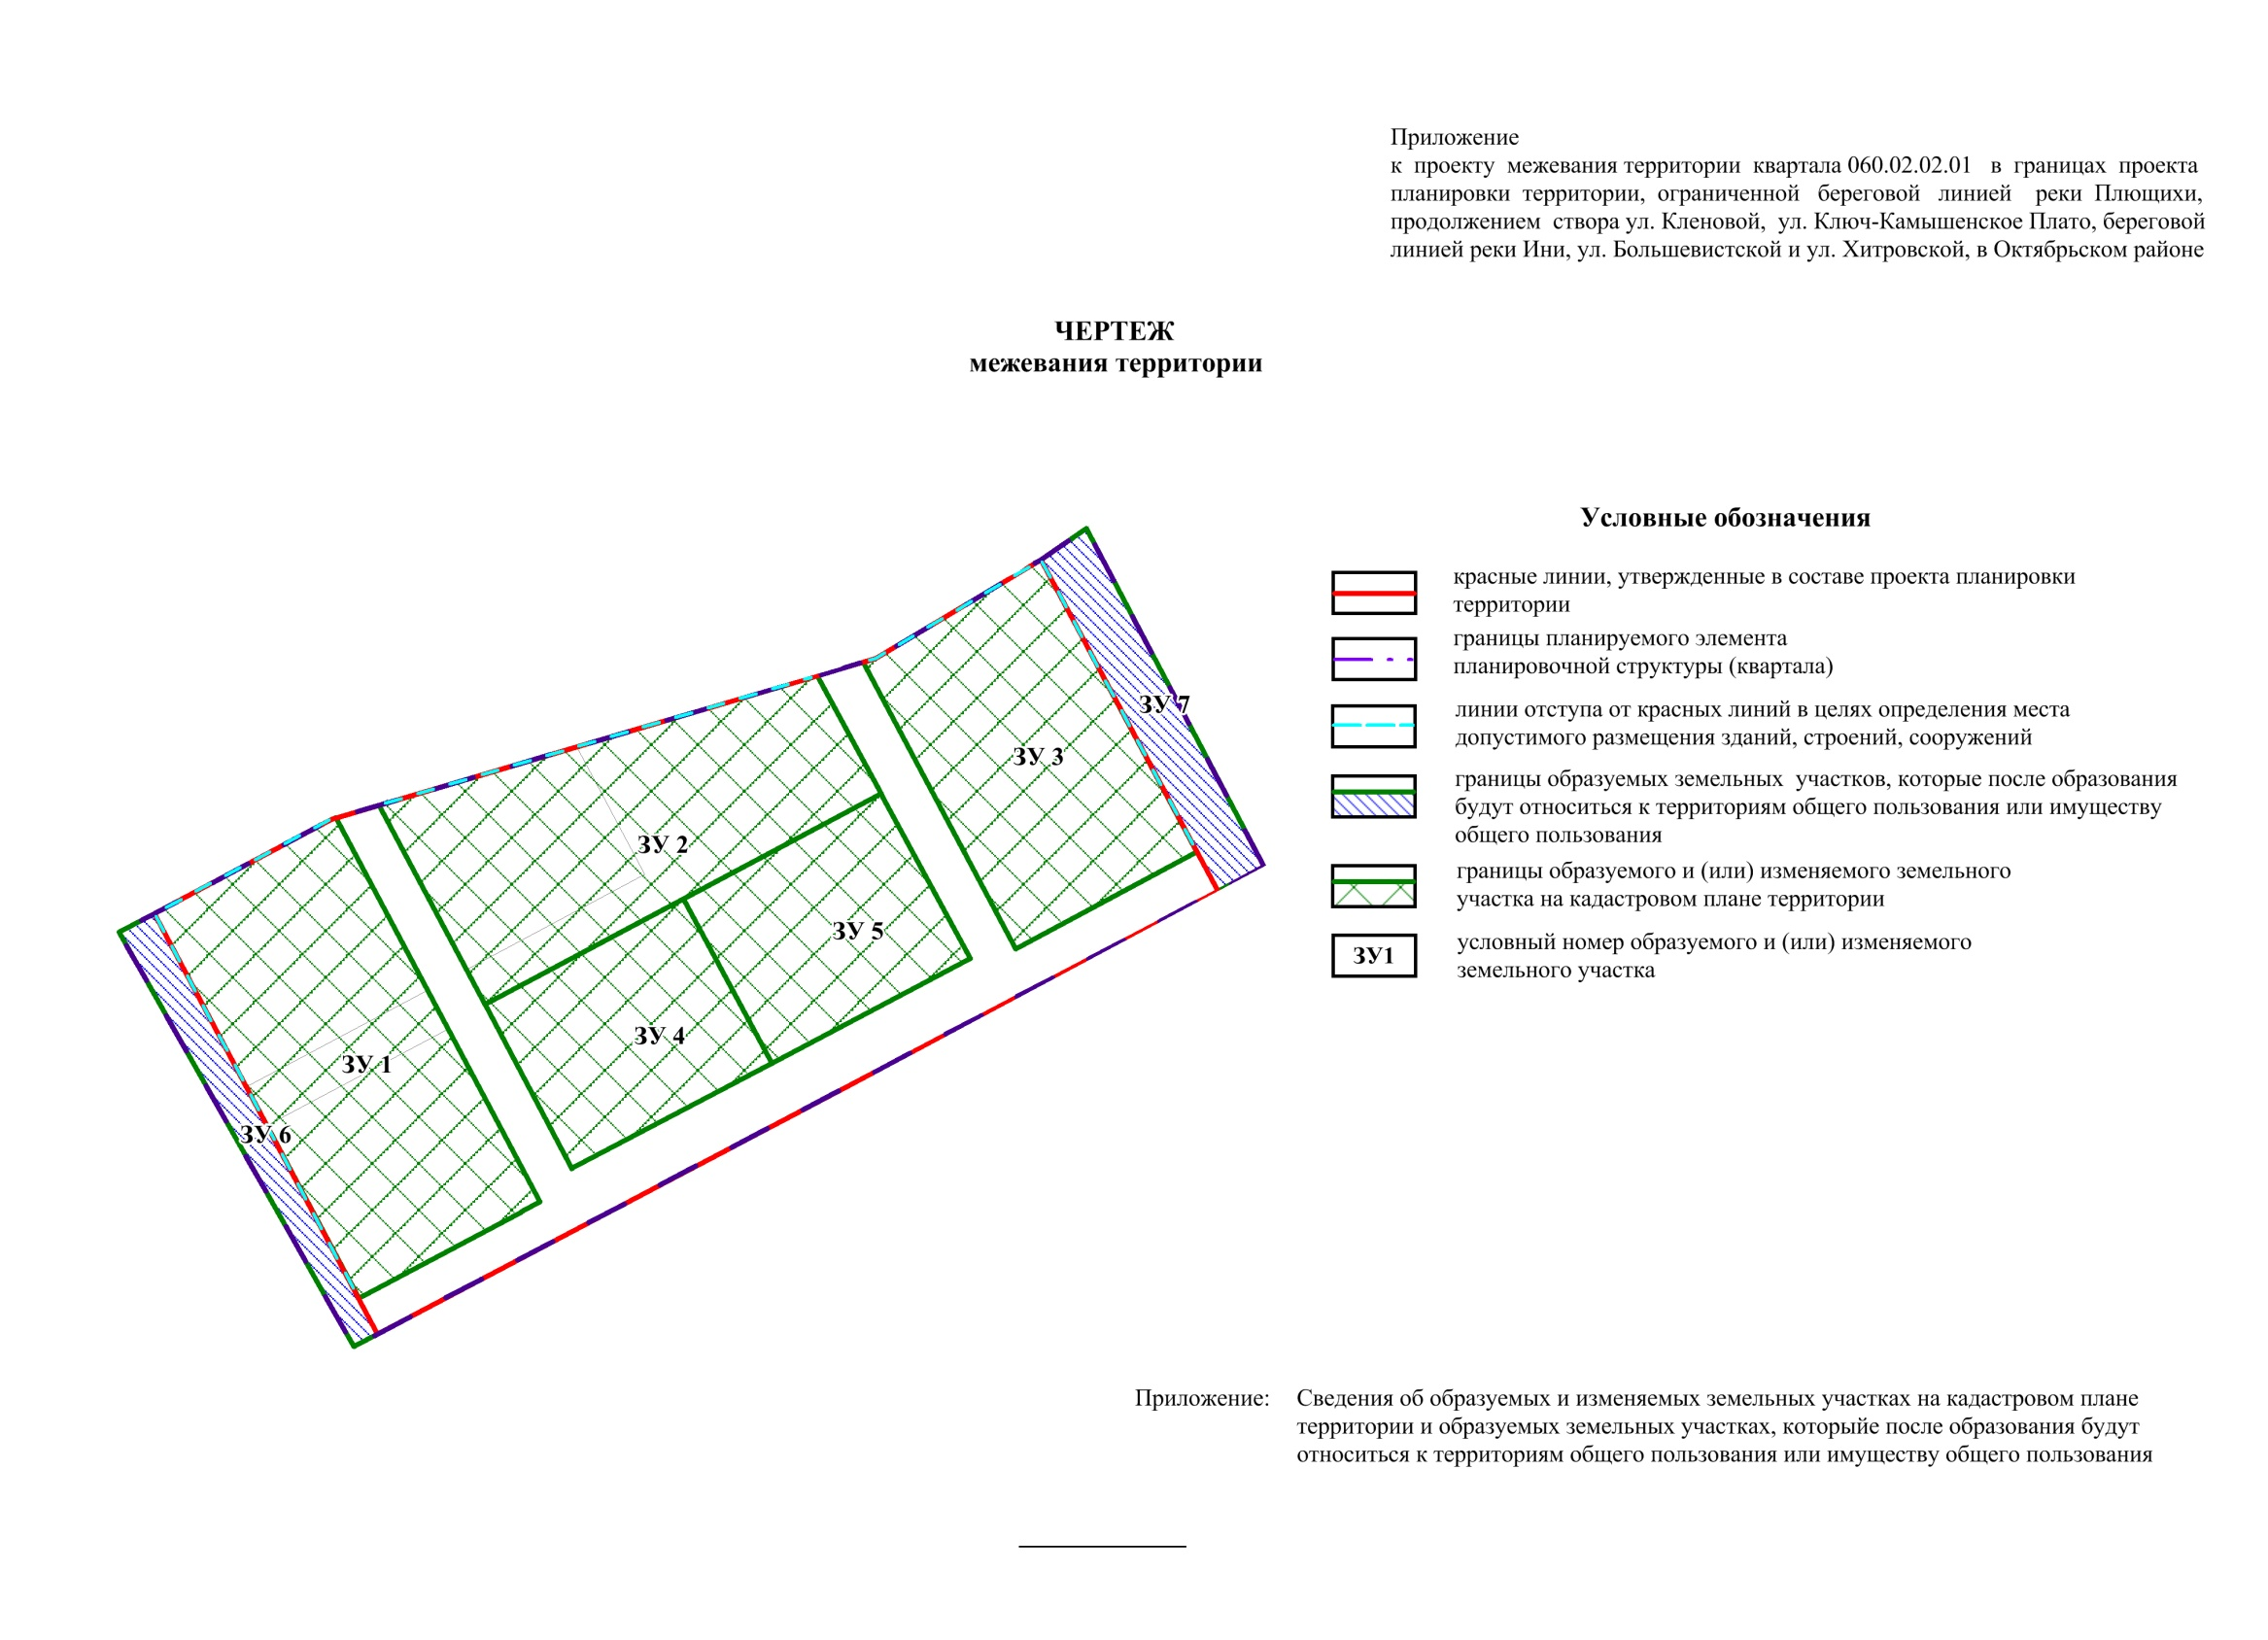 Приложение
к проекту межевания территории квартала 060.02.02.01 в границах проекта
планировки территории, ограниченной береговой линией реки Плющихи,
продолжением створа ул. Кленовой, ул. Ключ-Камышенское Плато, береговой
линией реки Ини, ул. Большевистской и ул. Хитровской, в Октябрьском районе
ЧЕРТЕЖ
межевания территории
Условные обозначения
красные линии, утвержденные в составе проекта планировки
территории
границы планируемого элемента
планировочной структуры (квартала)
линии отступа от красных линий в целях определения места
допустимого размещения зданий, строений, сооружений
границы образуемых земельных участков, которые после образования
будут относиться к территориям общего пользования или имуществу
общего пользования
границы образуемого и (или) изменяемого земельного
участка на кадастровом плане территории
ЗУ1
условный номер образуемого и (или) изменяемого
земельного участка
ЗУ 7
ЗУ 3
ЗУ 2
ЗУ 5
ЗУ 4
ЗУ 1
ЗУ 6
Приложение: Сведения об образуемых и изменяемых земельных участках на кадастровом плане
территории и образуемых земельных участках, которыйе после образования будут
относиться к территориям общего пользования или имуществу общего пользования